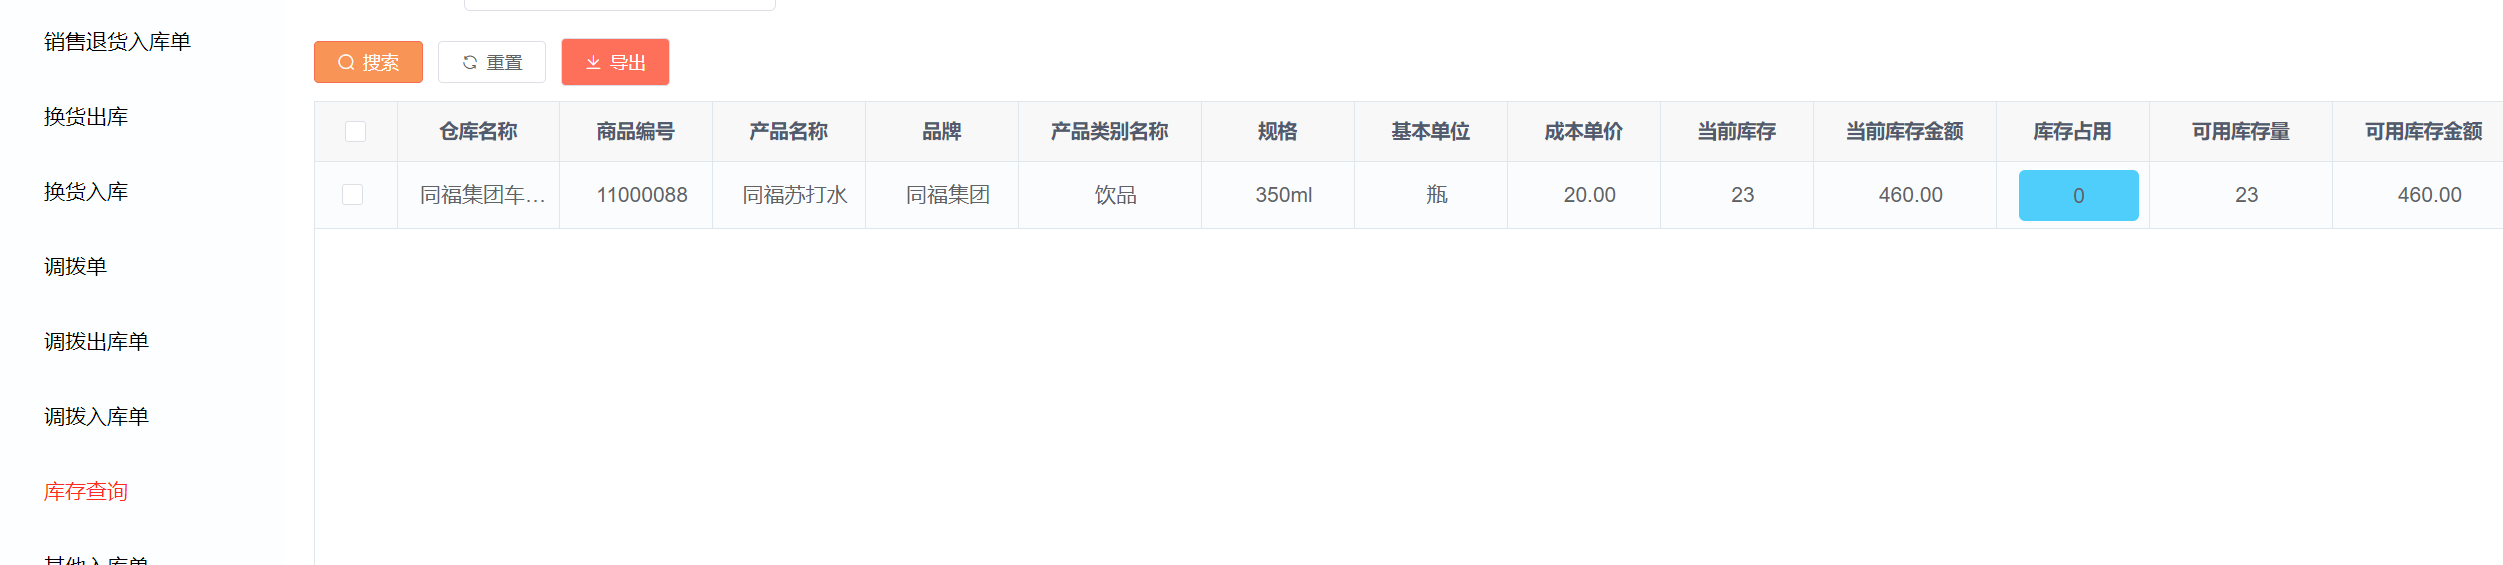 销售退货入库单
换货出库
换货入库
调拨单
调拨出库单
调拨入库单
库存查询
其他入库单
搜索 重置 导出
仓库名称 商品编号 产品名称 品牌 产品类别名称 规格 基本单位 成本单价 当前库存 当前库存金额 库存占用 可用库存量 可用库存金额
同福集团车... 11000088 同福苏打水 同福集团 饮品 350ml 瓶 20.00 23 460.00 0 23 460.00